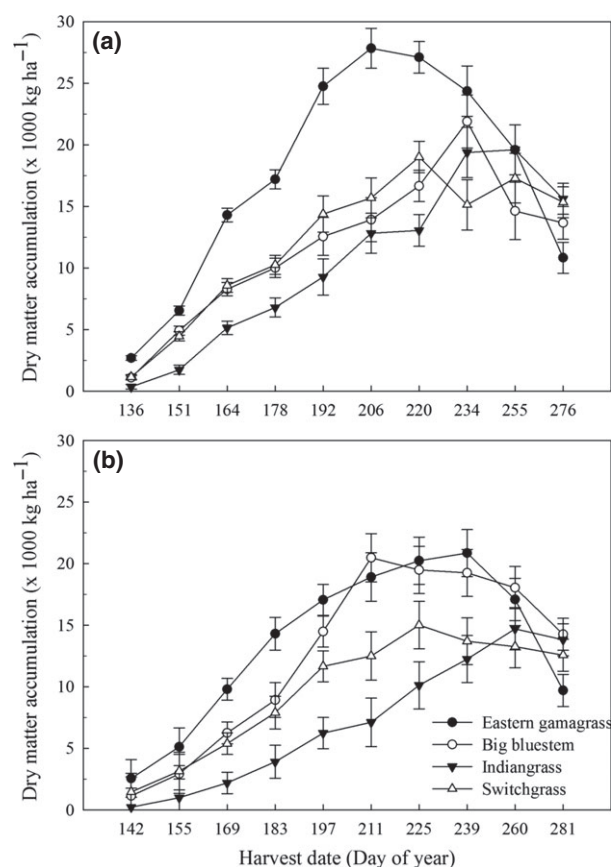 (a)
Dry matter accumulation (x 1000 kg ha⁻¹)
30
25
20
15
10
5
0
136 151 164 178 192 206 220 234 255 276
(b)
Dry matter accumulation (x 1000 kg ha⁻¹)
30
25
20
15
10
5
0
Eastern gamagrass
Big bluestem
Indiangrass
Switchgrass
142 155 169 183 197 211 225 239 260 281
Harvest date (Day of year)